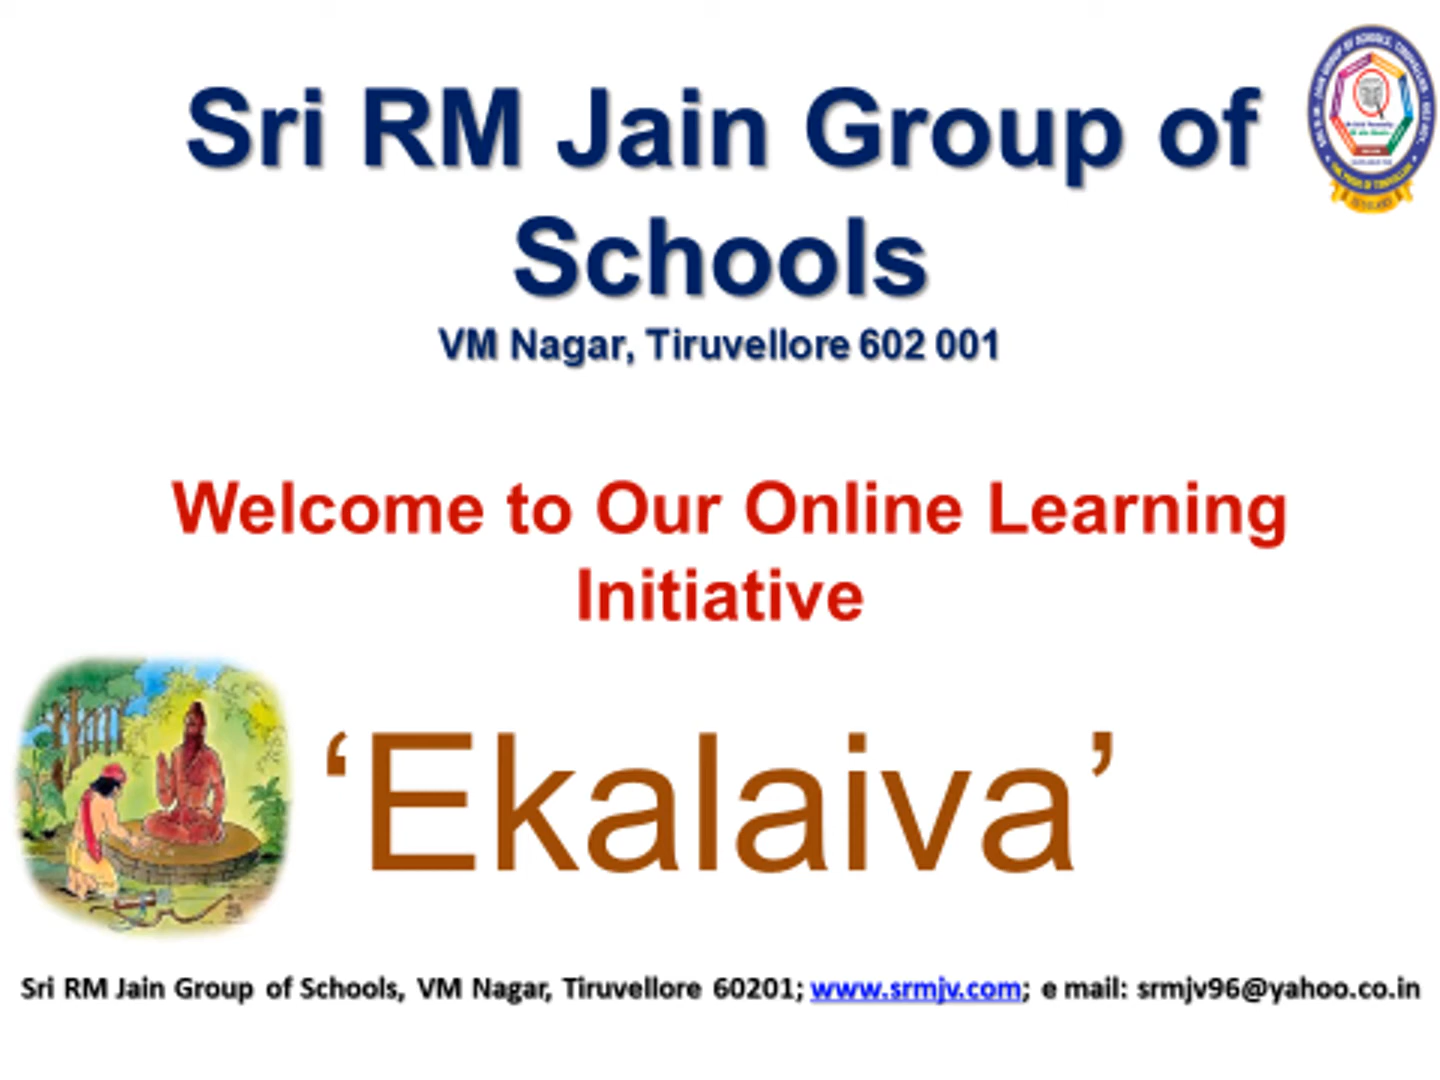 Sri RM Jain Group of
Schools
VM Nagar, Tiruvellore 602 001
Welcome to Our Online Learning
Initiative
‘Ekalaiva’
Sri RM Jain Group of Schools, VM Nagar, Tiruvellore 60201; www.srmjv.com; e mail: srmjv96@yahoo.co.in